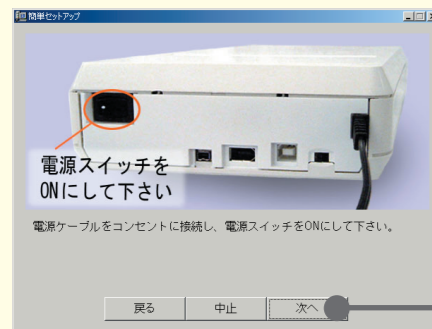 簡単セットアップ
電源スイッチを
ONにして下さい
電源ケーブルをコンセントに接続し、電源スイッチをONにして下さい。
戻る
中止
次へ